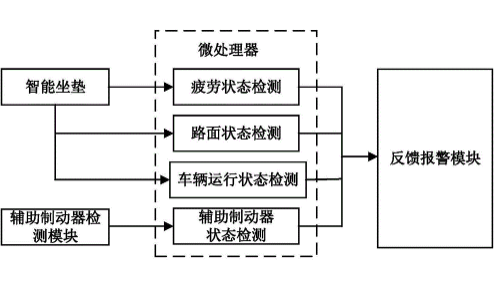 微处理器
智能坐垫
疲劳状态检测
路面状态检测
车辆运行状态检测
辅助制动器检
测模块
辅助制动器
状态检测
反馈报警模块